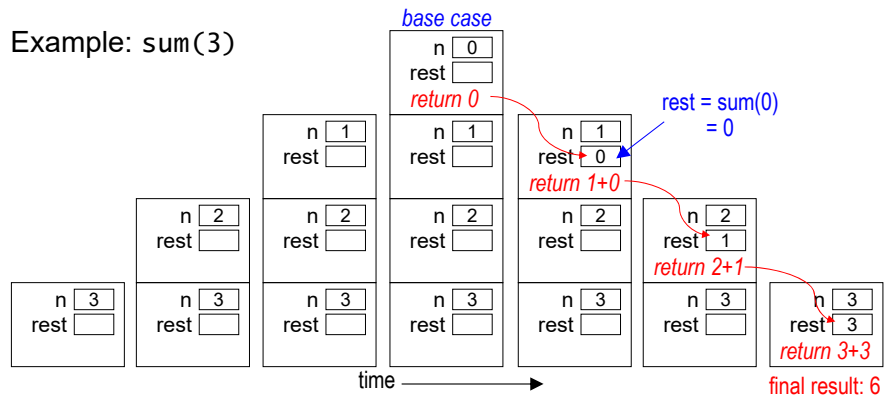 base case
Example: sum(3)
n 0
rest
return 0
rest = sum(0)
= 0
n 1
rest
n 1
rest
n 1
rest 0
return 1+0
n 2
rest
n 2
rest
n 2
rest
n 2
rest
n 2
rest 1
return 2+1
n 3
rest
n 3
rest
n 3
rest
n 3
rest
n 3
rest
n 3
rest
n 3
rest 3
return 3+3
time
final result: 6